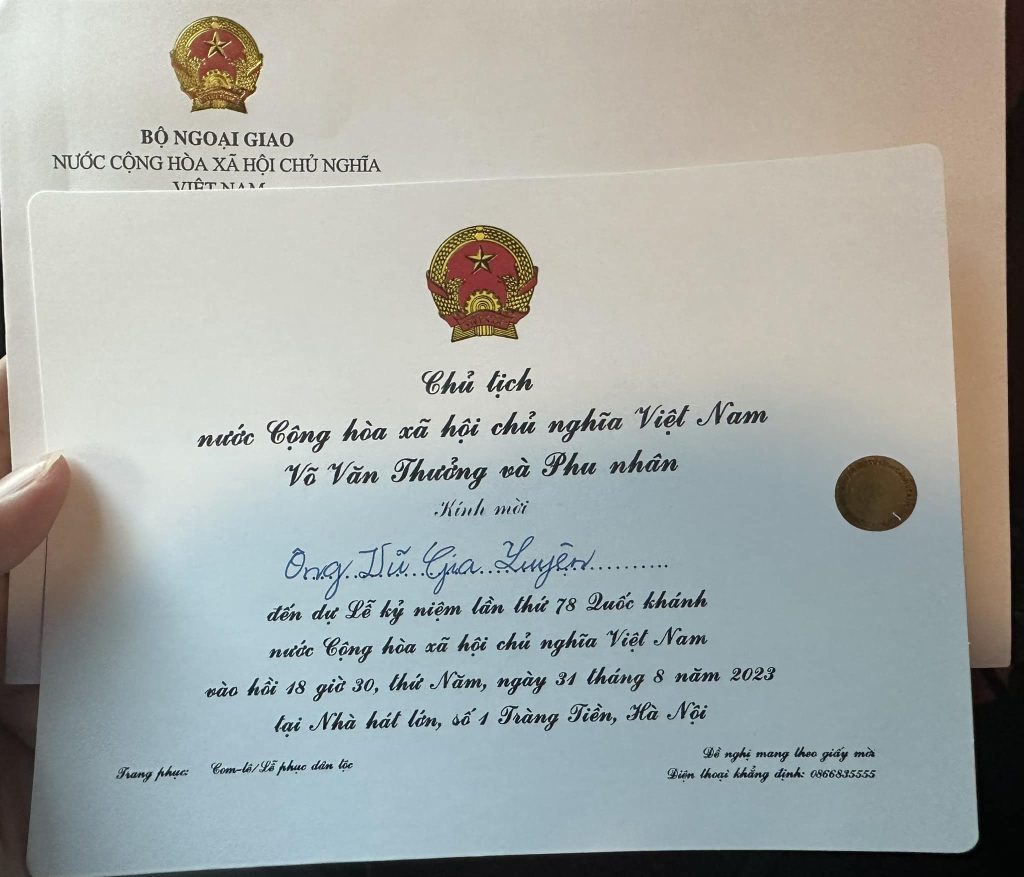 BỘ NGOẠI GIAO
NƯỚC CỘNG HÒA XÃ HỘI CHỦ NGHĨA
VIỆT NAM
Chủ tịch
nước Cộng hòa xã hội chủ nghĩa Việt Nam
Võ Văn Thưởng và Phu nhân
Kính mời
Ông Vũ Gia Luyện
đến dự Lễ kỷ niệm lần thứ 78 Quốc khánh
nước Cộng hòa xã hội chủ nghĩa Việt Nam
vào hồi 18 giờ 30, thứ Năm, ngày 31 tháng 8 năm 2023
tại Nhà hát lớn, số 1 Tràng Tiền, Hà Nội
Trang phục: Com-lê/Lễ phục dân tộc
Đề nghị mang theo giấy mời
Điện thoại khẳng định: 0866835555